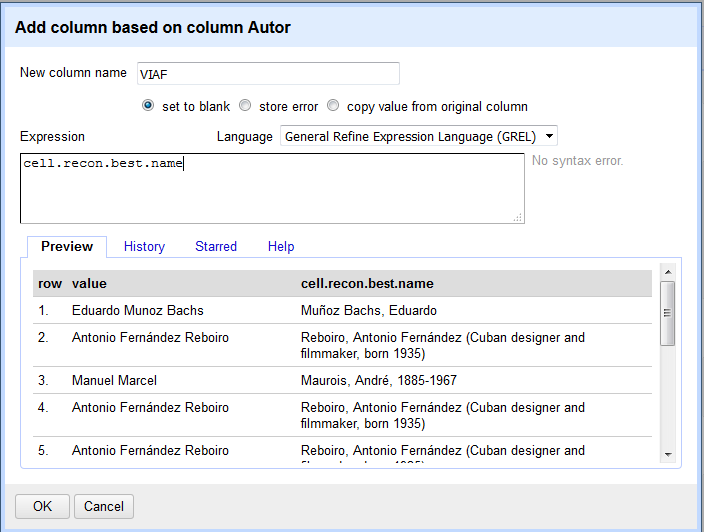 Add column based on column Autor
New column name VIAF
set to blank store error copy value from original column
Expression Language General Refine Expression Language (GREL)
cell.recon.best.name No syntax error.
Preview History Starred Help
row value cell.recon.best.name
1. Eduardo Munoz Bachs Muñoz Bachs, Eduardo
2. Antonio Fernández Reboiro Reboiro, Antonio Fernández (Cuban designer and
filmmaker, born 1935)
3. Manuel Marcel Maurois, André, 1885-1967
4. Antonio Fernández Reboiro Reboiro, Antonio Fernández (Cuban designer and
filmmaker, born 1935)
5. Antonio Fernández Reboiro Reboiro, Antonio Fernández (Cuban designer and
OK Cancel